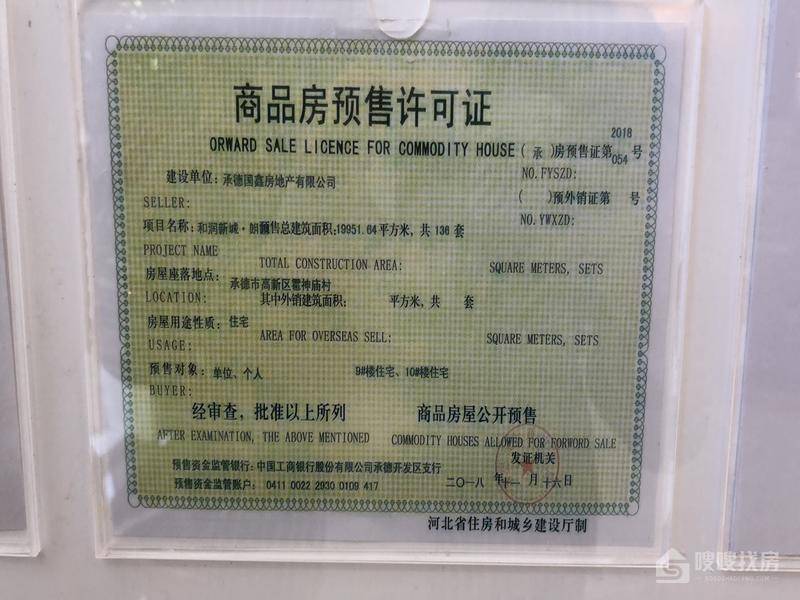 商品房预售许可证
ORWARD SALE LICENCE FOR COMMODITY HOUSE
2018
(承)房预售证第054号
NO.FYSZD:
建设单位：承德国鑫房地产有限公司
SELLER:
( )预外销证第 号
NO.YWXZD:
项目名称：和润新城·朗 预售总建筑面积：19951.64平方米，共136套
PROJECT NAME
TOTAL CONSTRUCTION AREA: SQUARE METERS, SETS
房屋座落地点：承德市高新区霍神庙村
LOCATION: 其中外销建筑面积： 平方米，共 套
房屋用途性质：住宅
USAGE: AREA FOR OVERSEAS SELL: SQUARE METERS, SETS
预售对象：单位、个人 9#楼住宅、10#楼住宅
BUYER:
经审查，批准以上所列 商品房屋公开预售
AFTER EXAMINATION, THE ABOVE MENTIONED COMMODITY HOUSES ALLOWED FOR FORWORD SALE
发证机关
预售资金监管银行：中国工商银行股份有限公司承德开发区支行
预售资金监管账户：0411 0022 2930 0109 417
二〇一八年十一月十六日
河北省住房和城乡建设厅制
嗖嗖找房
SOUSOUZHAOFANG.COM